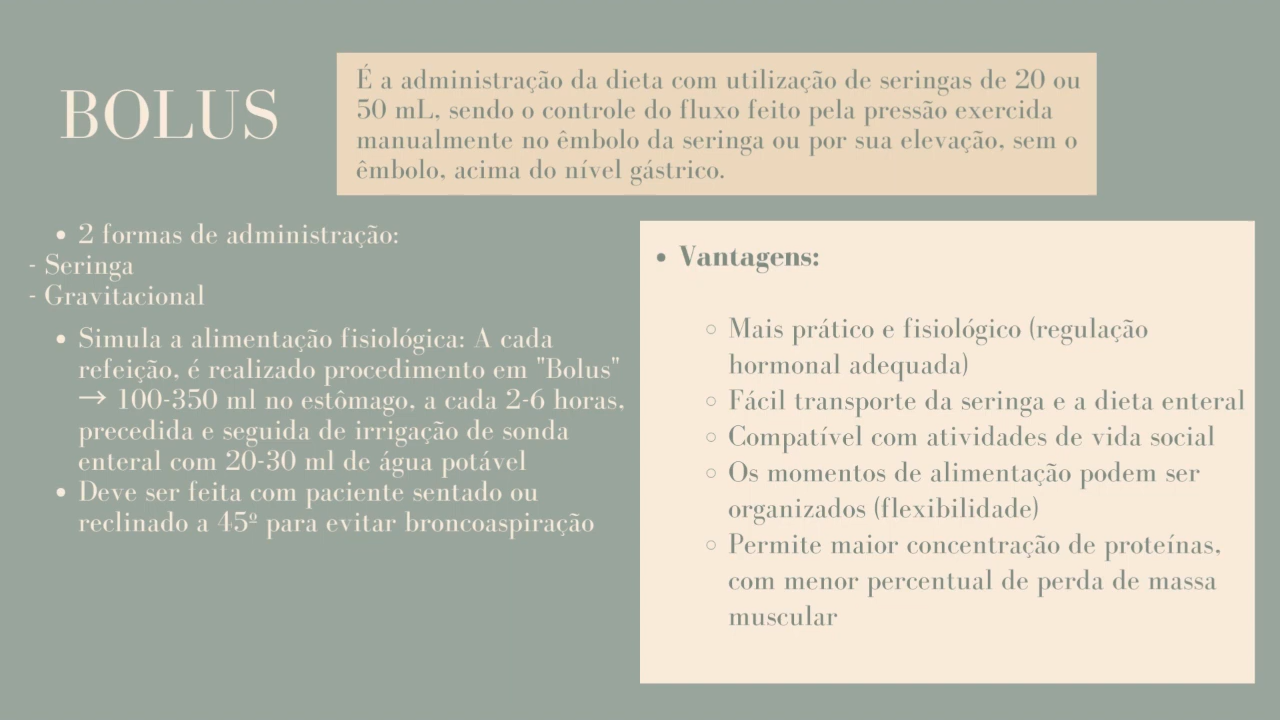 BOLUS
É a administração da dieta com utilização de seringas de 20 ou
50 mL, sendo o controle do fluxo feito pela pressão exercida
manualmente no êmbolo da seringa ou por sua elevação, sem o
êmbolo, acima do nível gástrico.
• 2 formas de administração:
- Seringa
- Gravitacional
• Simula a alimentação fisiológica: A cada
refeição, é realizado procedimento em "Bolus"
→ 100-350 ml no estômago, a cada 2-6 horas,
precedida e seguida de irrigação de sonda
enteral com 20-30 ml de água potável
• Deve ser feita com paciente sentado ou
reclinado a 45º para evitar broncoaspiração
• Vantagens:
○ Mais prático e fisiológico (regulação
hormonal adequada)
○ Fácil transporte da seringa e a dieta enteral
○ Compatível com atividades de vida social
○ Os momentos de alimentação podem ser
organizados (flexibilidade)
○ Permite maior concentração de proteínas,
com menor percentual de perda de massa
muscular